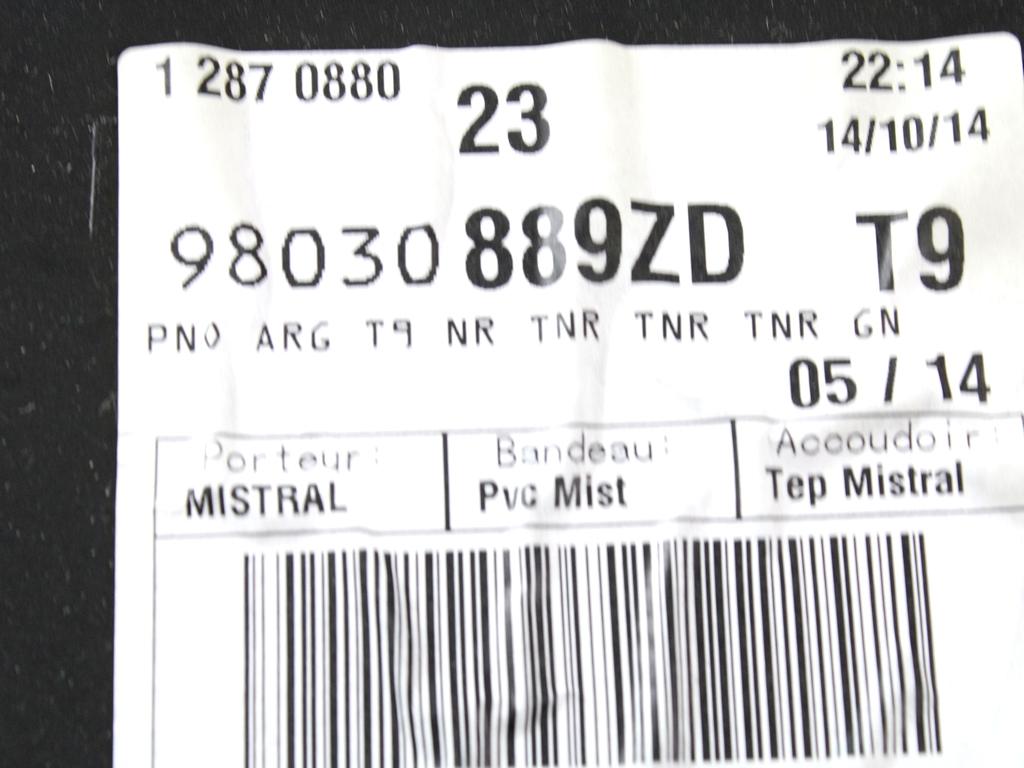 1 287 0880 23 22:14
14/10/14
98030889ZD T9
PNO ARG T9 NR TNR TNR TNR GN
05 / 14
Porteur: Bandeau: Accoudoir:
MISTRAL Pvc Mist Tep Mistral